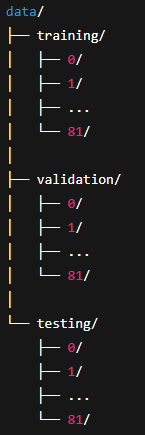 data/
├── training/
│   ├── 0/
│   ├── 1/
│   ├── ...
│   └── 81/
│
├── validation/
│   ├── 0/
│   ├── 1/
│   ├── ...
│   └── 81/
│
└── testing/
    ├── 0/
    ├── 1/
    ├── ...
    └── 81/